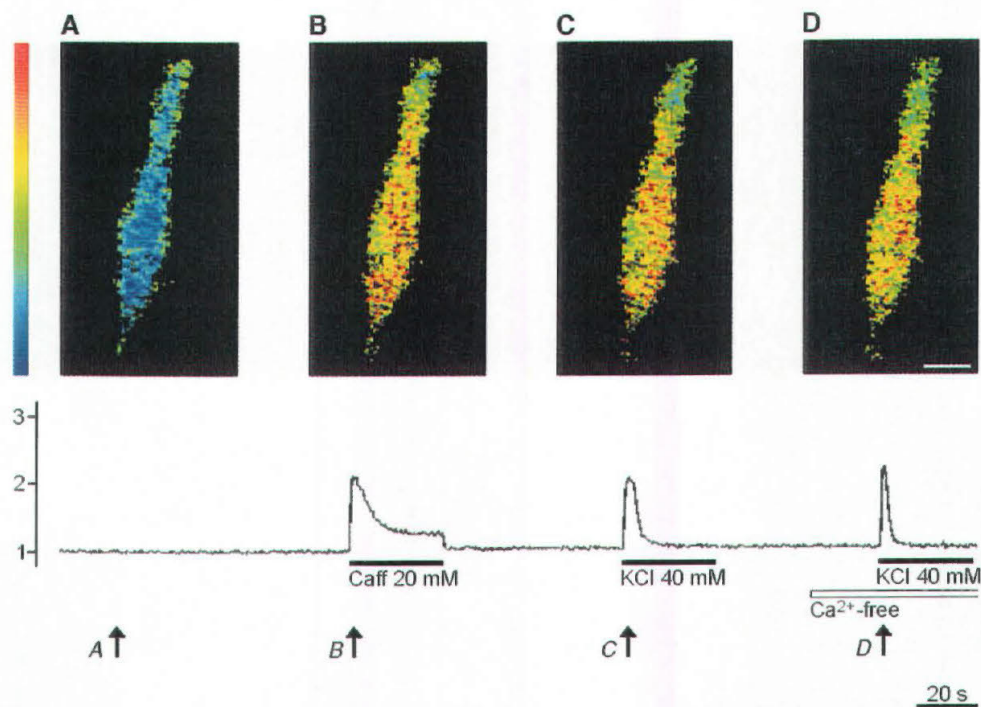 A B C D
3
2
1
Caff 20 mM KCl 40 mM KCl 40 mM
Ca²⁺-free
A B C D
20 s